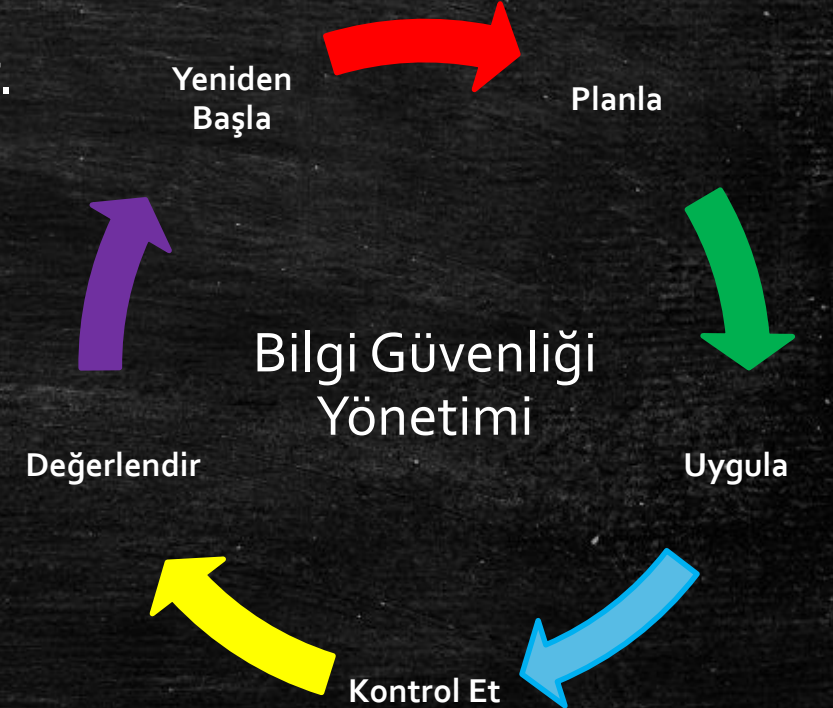 Yeniden
Başla
Planla
Bilgi Güvenliği
Yönetimi
Değerlendir
Uygula
Kontrol Et